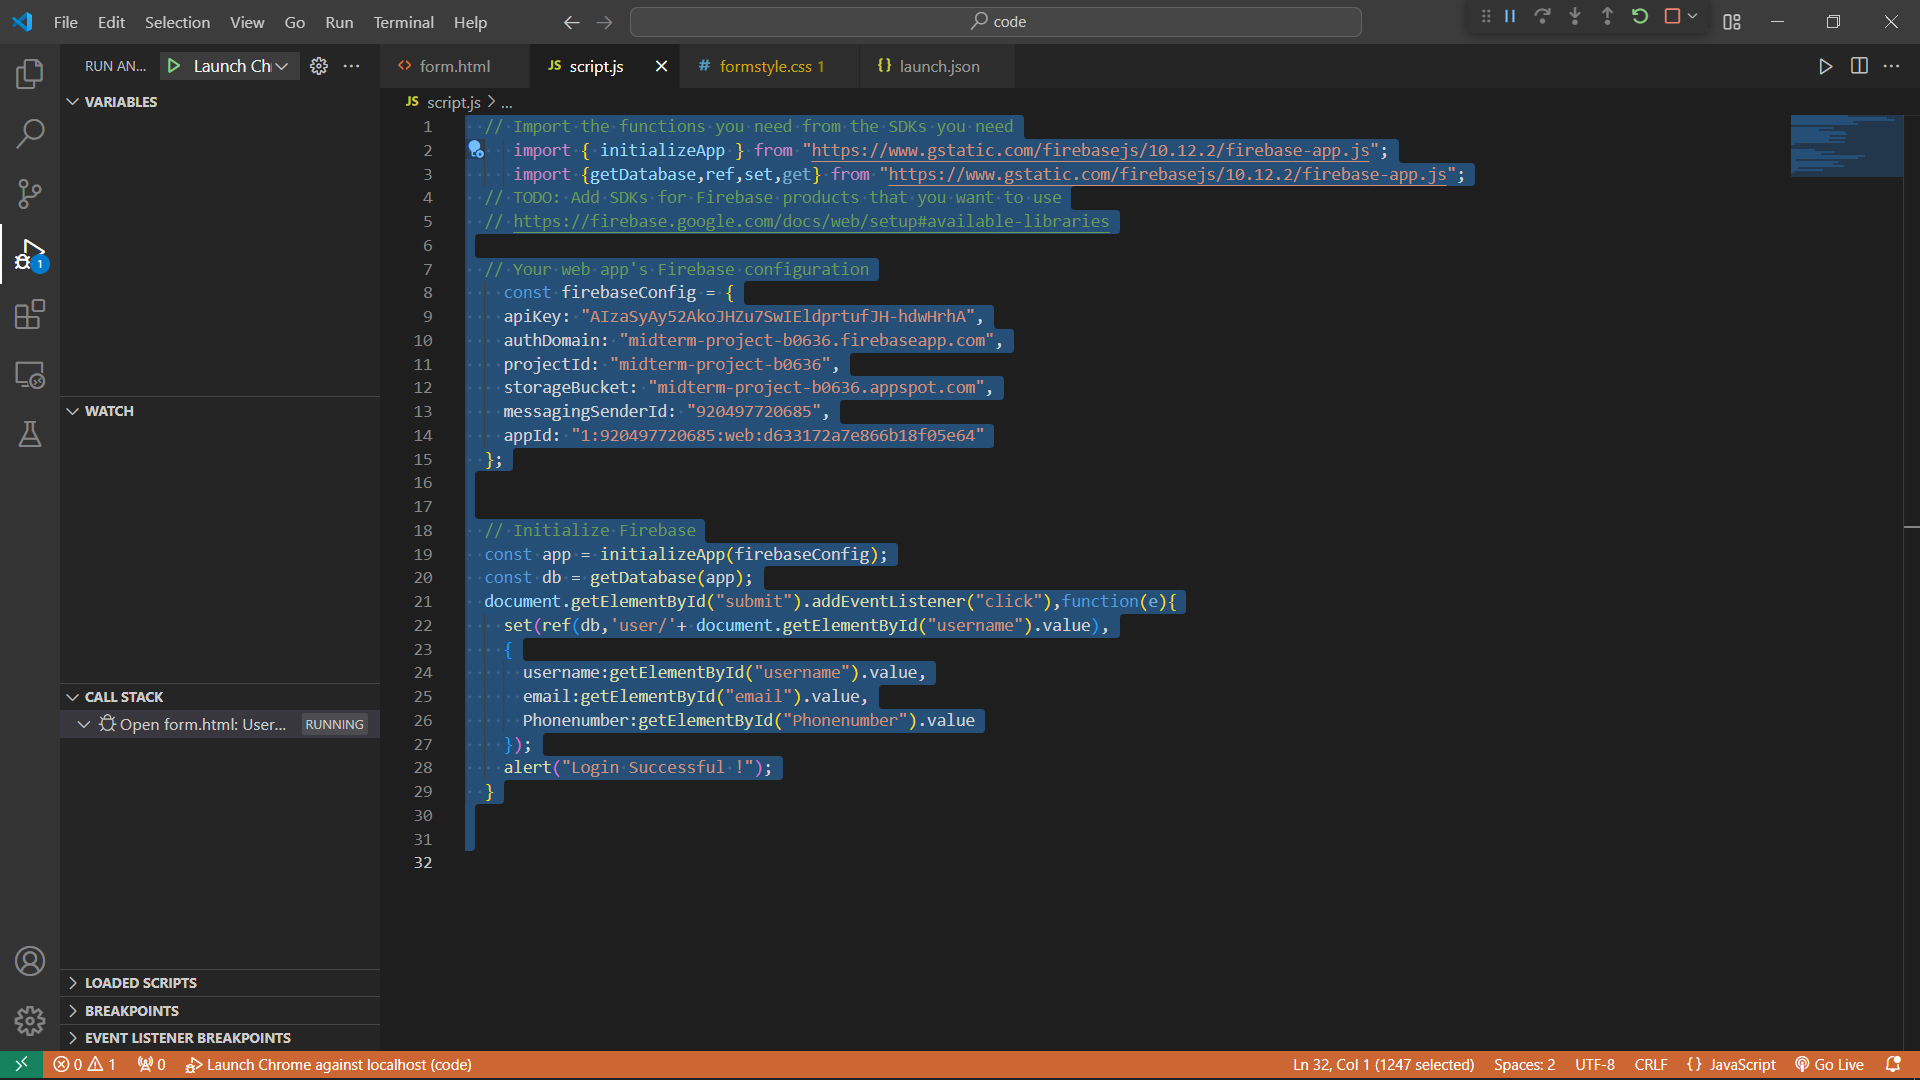 File Edit Selection View Go Run Terminal Help
code
RUN AN... Launch Ch
form.html
JS script.js
# formstyle.css 1
{} launch.json
VARIABLES
WATCH
CALL STACK
Open form.html: User... RUNNING
LOADED SCRIPTS
BREAKPOINTS
EVENT LISTENER BREAKPOINTS
JS script.js > ...
1 // Import the functions you need from the SDKs you need
2 import { initializeApp } from "https://www.gstatic.com/firebasejs/10.12.2/firebase-app.js";
3 import {getDatabase,ref,set,get} from "https://www.gstatic.com/firebasejs/10.12.2/firebase-app.js";
4 // TODO: Add SDKs for Firebase products that you want to use
5 // https://firebase.google.com/docs/web/setup#available-libraries
6
7 // Your web app's Firebase configuration
8 const firebaseConfig = {
9 apiKey: "AIzaSyAy52AkoJHZu7SwIEldprtufJH-hdwHrhA",
10 authDomain: "midterm-project-b0636.firebaseapp.com",
11 projectId: "midterm-project-b0636",
12 storageBucket: "midterm-project-b0636.appspot.com",
13 messagingSenderId: "920497720685",
14 appId: "1:920497720685:web:d633172a7e866b18f05e64"
15 };
16
17
18 // Initialize Firebase
19 const app = initializeApp(firebaseConfig);
20 const db = getDatabase(app);
21 document.getElementById("submit").addEventListener("click"),function(e){
22 set(ref(db,'user/'+ document.getElementById("username").value),
23 {
24 username:getElementById("username").value,
25 email:getElementById("email").value,
26 Phonenumber:getElementById("Phonenumber").value
27 });
28 alert("Login Successful !");
29 }
30
31
32
1
0 1 0 Launch Chrome against localhost (code)
Ln 32, Col 1 (1247 selected) Spaces: 2 UTF-8 CRLF {} JavaScript Go Live